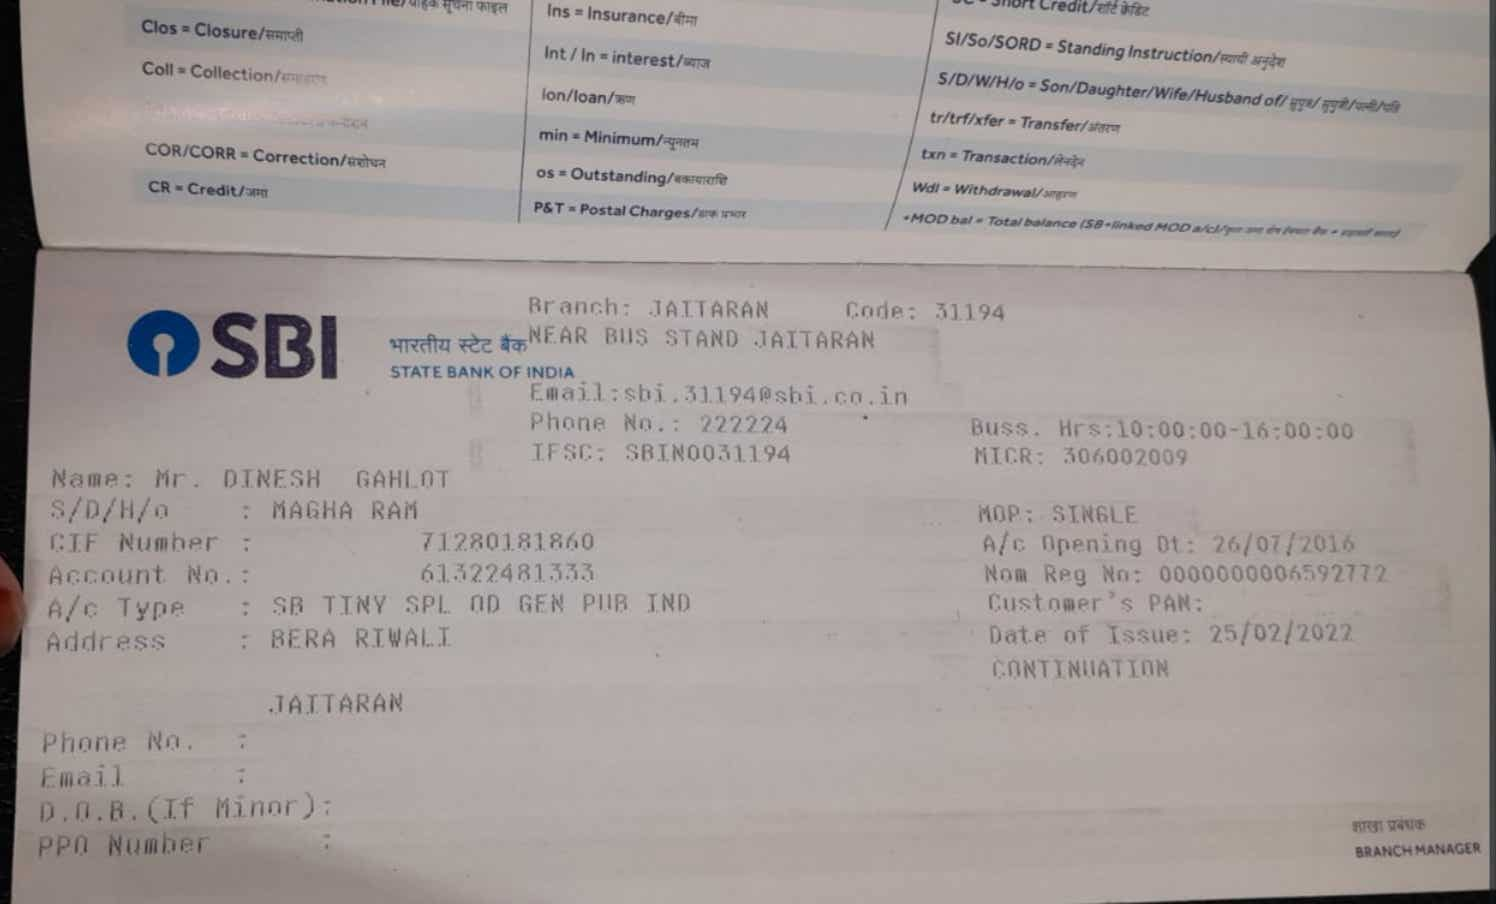 वाहक सूचना फाइल
Clos = Closure/समाप्ती
Coll = Collection/समाहरण
COR/CORR = Correction/संशोधन
CR = Credit/जमा
Ins = Insurance/बीमा
Int / In = interest/ब्याज
lon/loan/ऋण
min = Minimum/न्यूनतम
os = Outstanding/बकायाराशि
P&T = Postal Charges/डाक प्रभार
Short Credit/शॉर्ट क्रेडिट
SI/So/SORD = Standing Instruction/स्थायी अनुदेश
S/D/W/H/o = Son/Daughter/Wife/Husband of/ सुपुत्र/ सुपुत्री/पत्नी/पति
tr/trf/xfer = Transfer/अंतरण
txn = Transaction/लेनदेन
Wdl = Withdrawal/आहरण
+MOD bal = Total balance (SB+linked MOD a/c)/
SBI
भारतीय स्टेट बैंक
STATE BANK OF INDIA
Branch: JAITARAN Code: 31194
NEAR BUS STAND JAITARAN
Email:sbi.31194@sbi.co.in
Phone No.: 222224 Buss. Hrs:10:00:00-16:00:00
IFSC: SBIN0031194 MICR: 306002009
Name: Mr. DINESH GAHLOT
S/D/H/o : MAGHA RAM MOP: SINGLE
CIF Number : 71280181860 A/c Opening Dt: 26/07/2016
Account No.: 61322481333 Nom Reg No: 0000000006592772
A/c Type : SB TINY SPL OD GEN PUB IND Customer's PAN:
Address : BERA RIWALI Date of Issue: 25/02/2022
CONTINUATION
JAITARAN
Phone No. :
Email :
D.O.B.(If Minor):
PPO Number :
शाखा प्रबंधक
BRANCH MANAGER